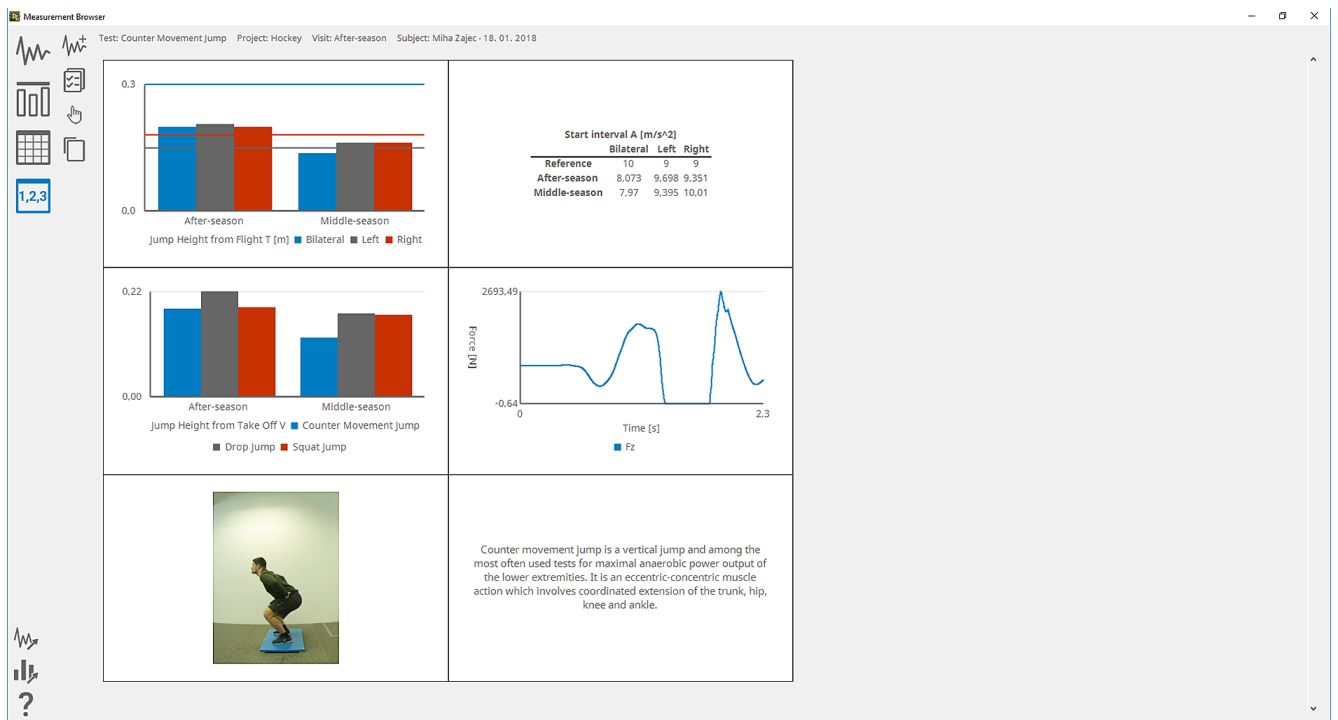 Measurement Browser
Test: Counter Movement Jump Project: Hockey Visit: After-season Subject: Miha Zajec - 18. 01. 2018
1,2,3
0,3
0,0
After-season Middle-season
Jump Height from Flight T [m] Bilateral Left Right
Start interval A [m/s^2]
Bilateral Left Right
Reference 10 9 9
After-season 8,073 9,698 9,351
Middle-season 7,97 9,395 10,01
0,22
0,00
After-season Middle-season
Jump Height from Take Off V Counter Movement Jump
Drop Jump Squat Jump
2693,49
Force [N]
-0,64
0 2.3
Time [s]
Fz
Counter movement jump is a vertical jump and among the
most often used tests for maximal anaerobic power output of
the lower extremities. It is an eccentric-concentric muscle
action which involves coordinated extension of the trunk, hip,
knee and ankle.
?